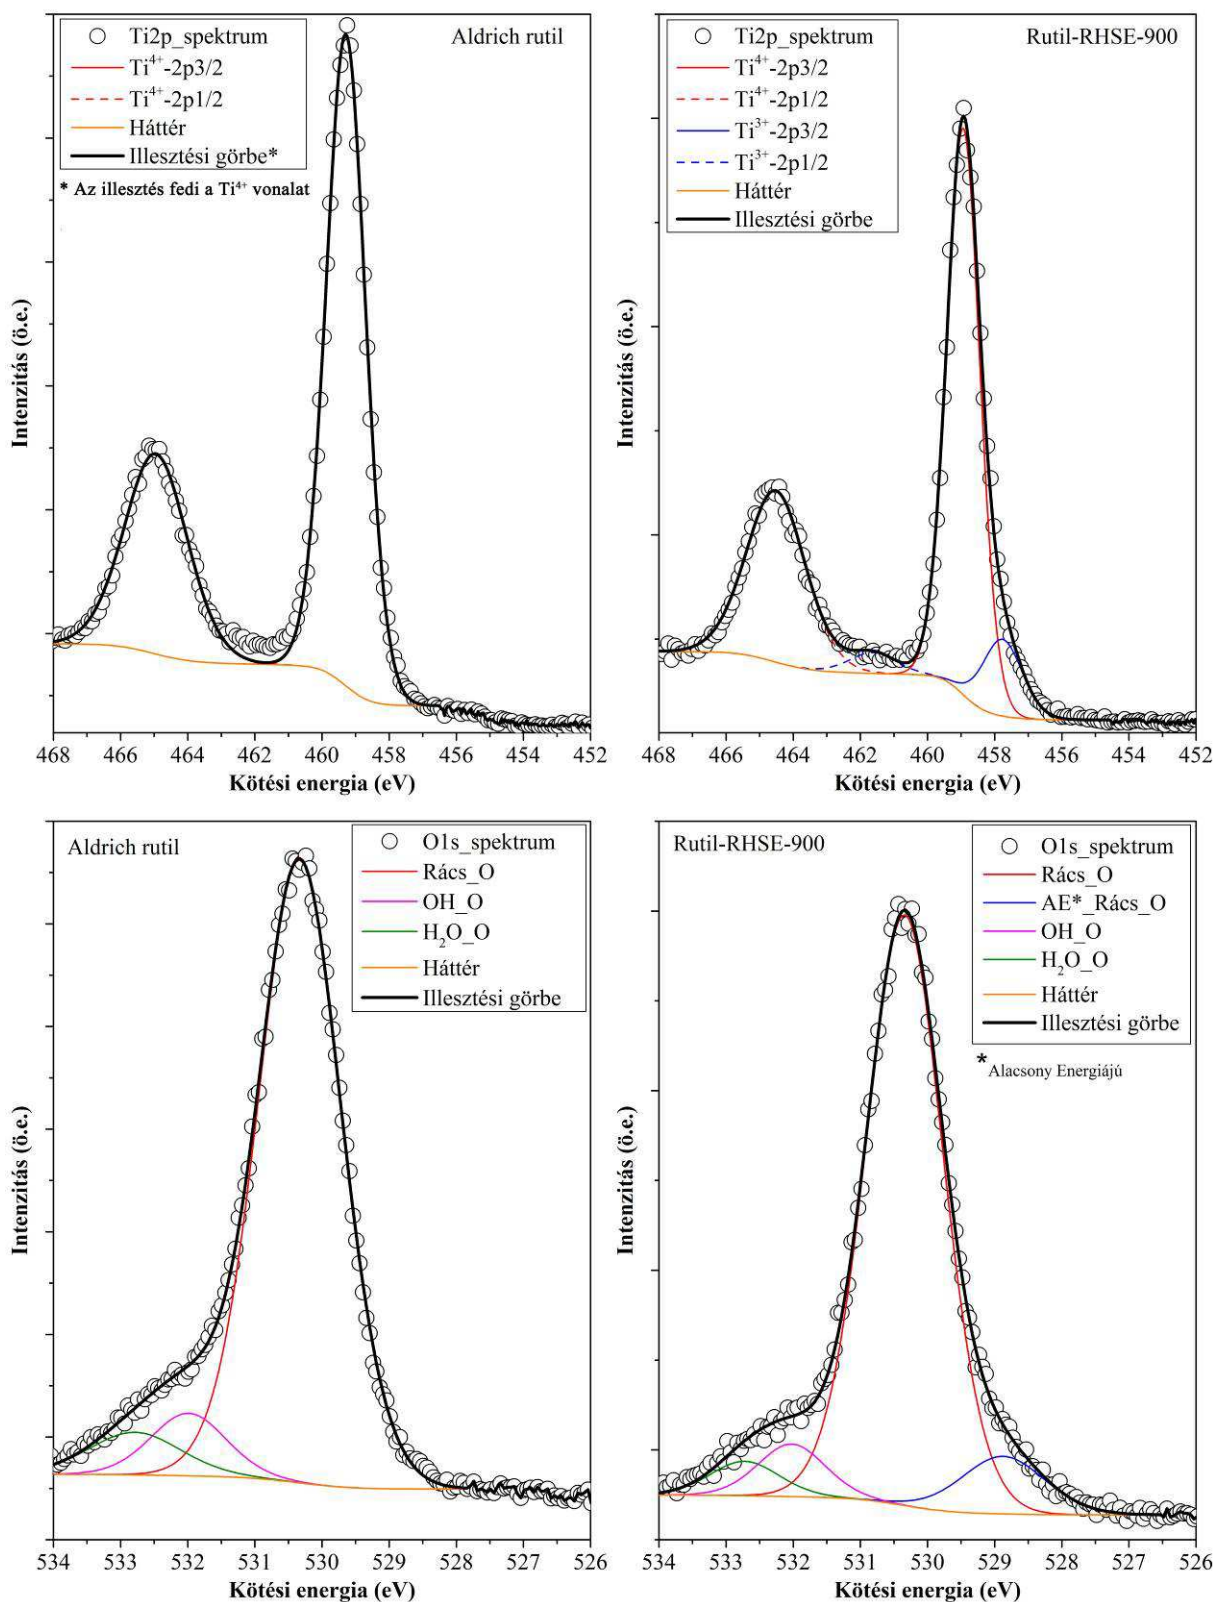 Ti2p_spektrum
Ti⁴⁺-2p3/2
Ti⁴⁺-2p1/2
Háttér
Illesztési görbe*
* Az illesztés fedi a Ti⁴⁺ vonalat
Aldrich rutil
Intenzitás (ö.e.)
468 466 464 462 460 458 456 454 452
Kötési energia (eV)
Ti2p_spektrum
Ti⁴⁺-2p3/2
Ti⁴⁺-2p1/2
Ti³⁺-2p3/2
Ti³⁺-2p1/2
Háttér
Illesztési görbe
Rutil-RHSE-900
Intenzitás (ö.e.)
468 466 464 462 460 458 456 454 452
Kötési energia (eV)
Aldrich rutil
O1s_spektrum
Rács_O
OH_O
H₂O_O
Háttér
Illesztési görbe
Intenzitás (ö.e.)
534 533 532 531 530 529 528 527 526
Kötési energia (eV)
Rutil-RHSE-900
O1s_spektrum
Rács_O
AE*_Rács_O
OH_O
H₂O_O
Háttér
Illesztési görbe
* Alacsony Energiájú
Intenzitás (ö.e.)
534 533 532 531 530 529 528 527 526
Kötési energia (eV)